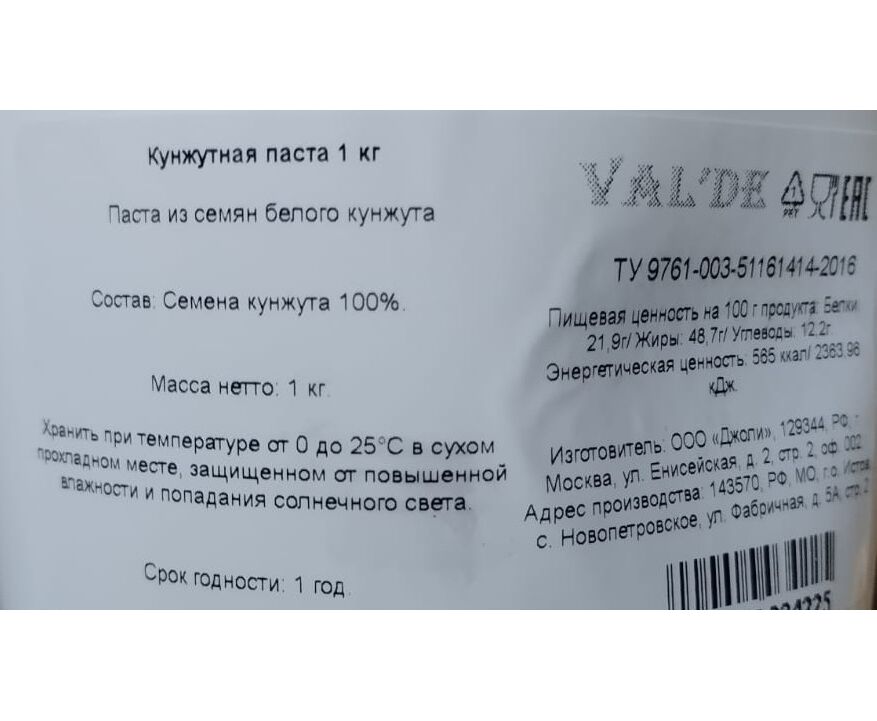 Кунжутная паста 1 кг
Паста из семян белого кунжута
Состав: Семена кунжута 100%.
Масса нетто: 1 кг.
Хранить при температуре от 0 до 25°С в сухом
прохладном месте, защищенном от повышенной
влажности и попадания солнечного света.
Срок годности: 1 год.
VAL'DE
PET
EAC
ТУ 9761-003-51161414-2016
Пищевая ценность на 100 г продукта: Белки
21,9г/ Жиры: 48,7г/ Углеводы: 12,2г.
Энергетическая ценность: 565 ккал/ 2363.96
кДж.
Изготовитель: ООО «Джоли», 129344, РФ, г.
Москва, ул. Енисейская, д. 2, стр. 2, оф. 002
Адрес производства: 143570, РФ, МО, г.о.
с. Новопетровское, ул. Фабричная, д. 5А, стр. 2